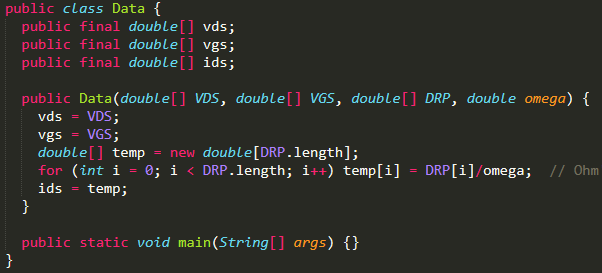 public class Data {
  public final double[] vds;
  public final double[] vgs;
  public final double[] ids;
  public Data(double[] VDS, double[] VGS, double[] DRP, double omega) {
    vds = VDS;
    vgs = VGS;
    double[] temp = new double[DRP.length];
    for (int i = 0; i < DRP.length; i++) temp[i] = DRP[i]/omega;  // Ohm
    ids = temp;
  }
  public static void main(String[] args) {}
}